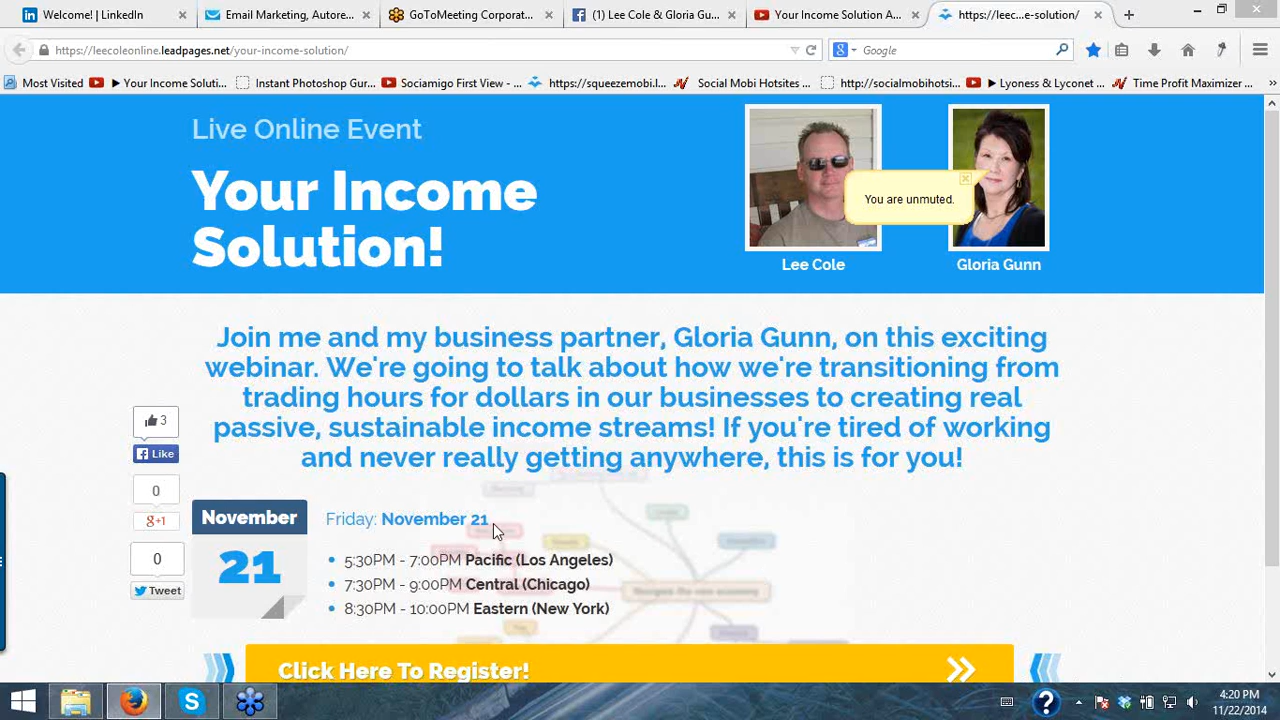 Welcome! | LinkedIn
Email Marketing, Autore...
GoToMeeting Corporat...
(1) Lee Cole & Gloria Gu...
Your Income Solution A...
https://leec...e-solution/
https://leecoleonline.leadpages.net/your-income-solution/
Google
Most Visited
Your Income Soluti...
Instant Photoshop Gur...
Sociamigo First View - ...
https://squeezemobi.l...
Social Mobi Hotsites ...
http://socialmobihotsi...
Lyoness & Lyconet ...
Time Profit Maximizer ...
Live Online Event
Your Income
Solution!
You are unmuted.
Lee Cole
Gloria Gunn
Join me and my business partner, Gloria Gunn, on this exciting
webinar. We're going to talk about how we're transitioning from
trading hours for dollars in our businesses to creating real
passive, sustainable income streams! If you're tired of working
and never really getting anywhere, this is for you!
3
Like
0
g+1
0
Tweet
November
21
Friday: November 21
5:30PM - 7:00PM Pacific (Los Angeles)
7:30PM - 9:00PM Central (Chicago)
8:30PM - 10:00PM Eastern (New York)
Click Here To Register!
4:20 PM
11/22/2014